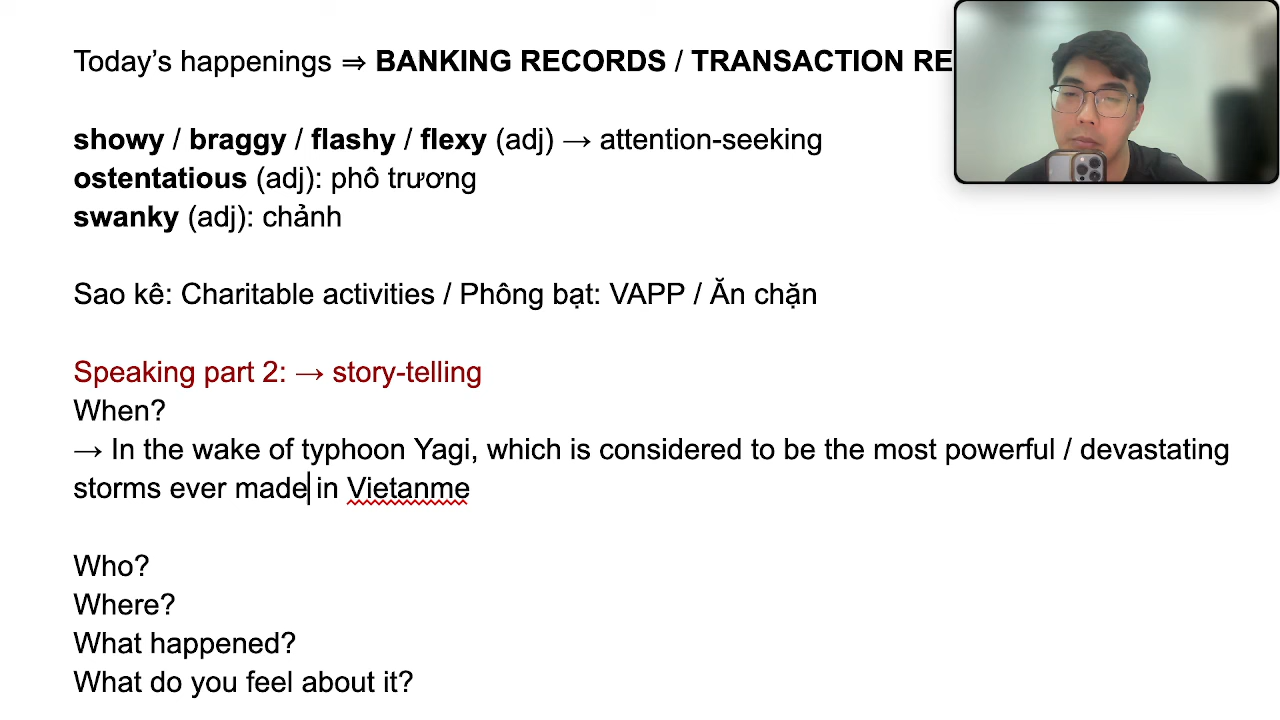 Today’s happenings ⇒ BANKING RECORDS / TRANSACTION
showy / braggy / flashy / flexy (adj) → attention-seeking
ostentatious (adj): phô trương
swanky (adj): chảnh
Sao kê: Charitable activities / Phông bạt: VAPP / Ăn chặn
Speaking part 2: → story-telling
When?
→ In the wake of typhoon Yagi, which is considered to be the most powerful / devastating
storms ever made in Vietanme
Who?
Where?
What happened?
What do you feel about it?